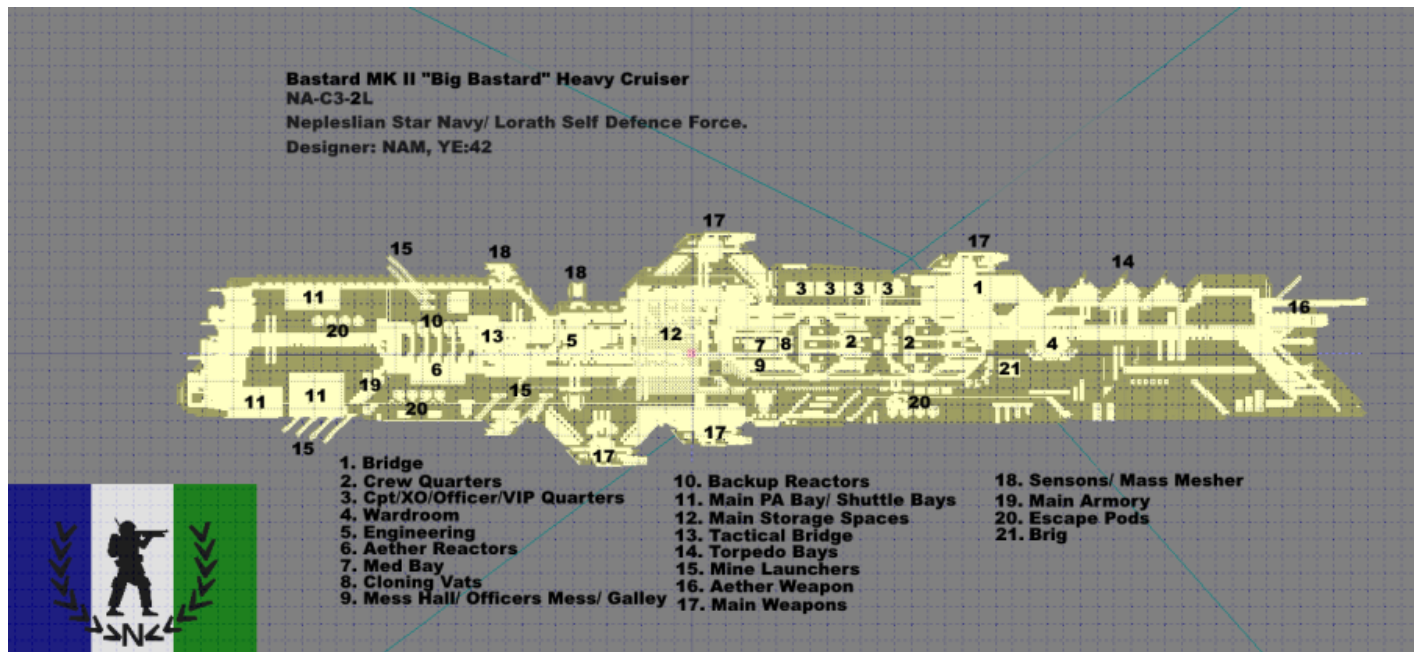 Bastard MK II "Big Bastard" Heavy Cruiser
NA-C3-2L
Nepleslian Star Navy/ Lorath Self Defence Force.
Designer: NAM, YE:42
17
15
18
17
18
14
11
3 3 3 3
1
16
20
10
13
5
12
7
8
2
2
4
6
9
21
19
11
11
20
15
20
17
15
17
1. Bridge
2. Crew Quarters
3. Cpt/XO/Officer/VIP Quarters
4. Wardroom
5. Engineering
6. Aether Reactors
7. Med Bay
8. Cloning Vats
9. Mess Hall/ Officers Mess/ Galley
10. Backup Reactors
11. Main PA Bay/ Shuttle Bays
12. Main Storage Spaces
13. Tactical Bridge
14. Torpedo Bays
15. Mine Launchers
16. Aether Weapon
17. Main Weapons
18. Sensons/ Mass Mesher
19. Main Armory
20. Escape Pods
21. Brig
N